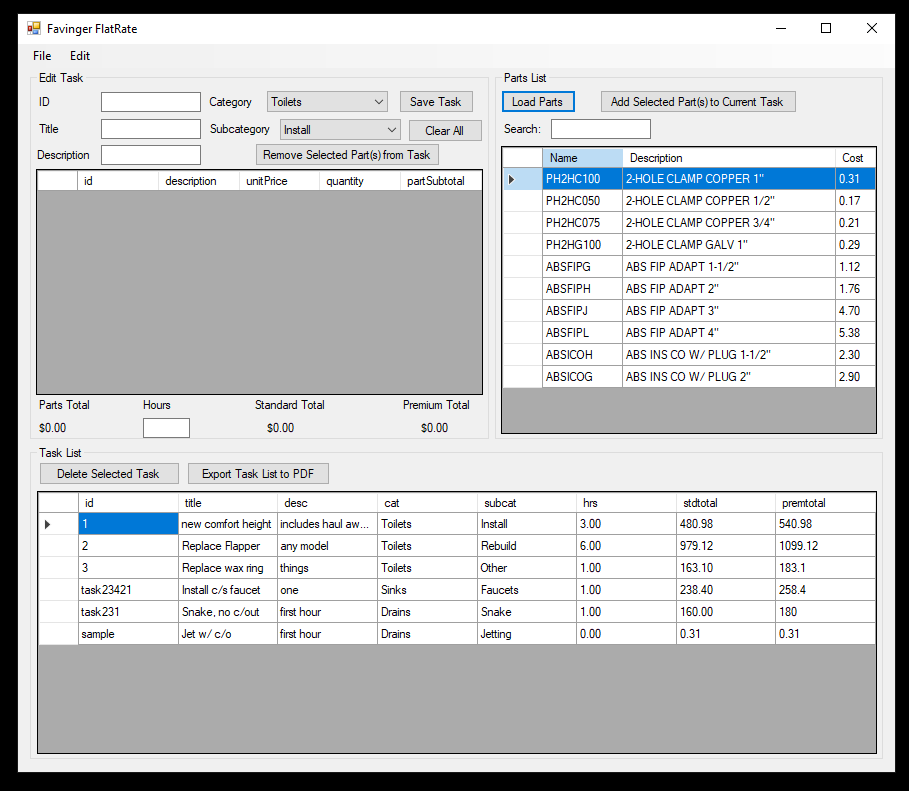 Favinger FlatRate
File Edit
Edit Task
ID Category Toilets Save Task
Title Subcategory Install Clear All
Description Remove Selected Part(s) from Task
id description unitPrice quantity partSubtotal
Parts Total Hours Standard Total Premium Total
$0.00 $0.00 $0.00
Parts List
Load Parts Add Selected Part(s) to Current Task
Search:
Name Description Cost
PH2HC100 2-HOLE CLAMP COPPER 1" 0.31
PH2HC050 2-HOLE CLAMP COPPER 1/2" 0.17
PH2HC075 2-HOLE CLAMP COPPER 3/4" 0.21
PH2HG100 2-HOLE CLAMP GALV 1" 0.29
ABSFIPG ABS FIP ADAPT 1-1/2" 1.12
ABSFIPH ABS FIP ADAPT 2" 1.76
ABSFIPJ ABS FIP ADAPT 3" 4.70
ABSFIPL ABS FIP ADAPT 4" 5.38
ABSICOH ABS INS CO W/ PLUG 1-1/2" 2.30
ABSICOG ABS INS CO W/ PLUG 2" 2.90
Task List
Delete Selected Task Export Task List to PDF
id title desc cat subcat hrs stdtotal premtotal
1 new comfort height includes haul aw... Toilets Install 3.00 480.98 540.98
2 Replace Flapper any model Toilets Rebuild 6.00 979.12 1099.12
3 Replace wax ring things Toilets Other 1.00 163.10 183.1
task23421 Install c/s faucet one Sinks Faucets 1.00 238.40 258.4
task231 Snake, no c/out first hour Drains Snake 1.00 160.00 180
sample Jet w/ c/o first hour Drains Jetting 0.00 0.31 0.31